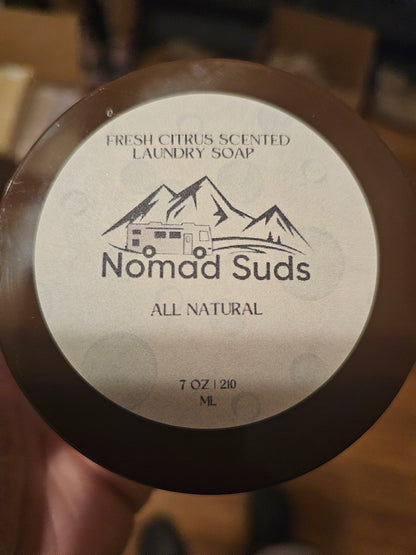 FRESH CITRUS SCENTED
LAUNDRY SOAP
Nomad Suds
ALL NATURAL
7 OZ | 210
ML